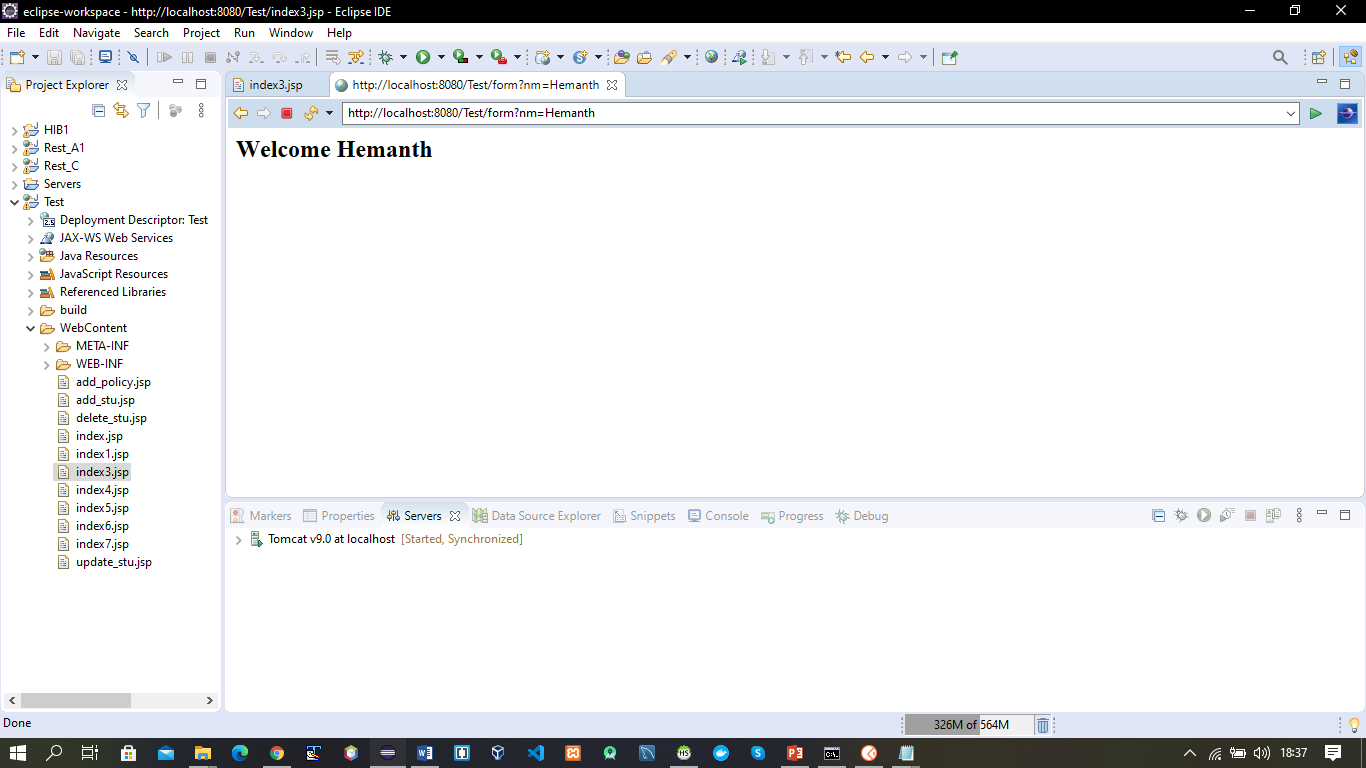 eclipse-workspace - http://localhost:8080/Test/index3.jsp - Eclipse IDE
File Edit Navigate Search Project Run Window Help
Project Explorer
index3.jsp
http://localhost:8080/Test/form?nm=Hemanth
http://localhost:8080/Test/form?nm=Hemanth
Welcome Hemanth
HIB1
Rest_A1
Rest_C
Servers
Test
Deployment Descriptor: Test
JAX-WS Web Services
Java Resources
JavaScript Resources
Referenced Libraries
build
WebContent
META-INF
WEB-INF
add_policy.jsp
add_stu.jsp
delete_stu.jsp
index.jsp
index1.jsp
index3.jsp
index4.jsp
index5.jsp
index6.jsp
index7.jsp
update_stu.jsp
Markers Properties Servers Data Source Explorer Snippets Console Progress Debug
Tomcat v9.0 at localhost [Started, Synchronized]
Done
326M of 564M
18:37